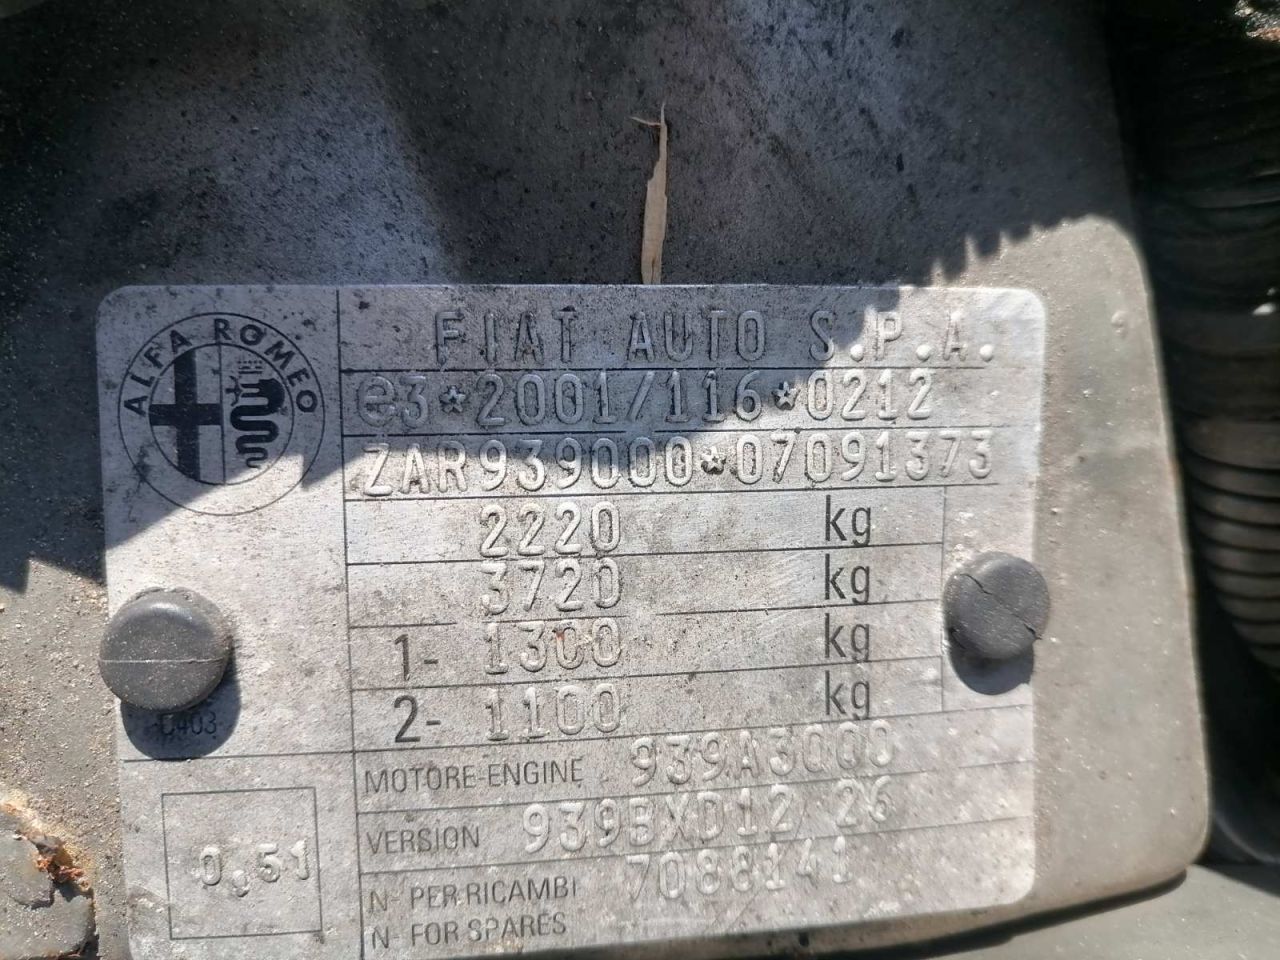 ALFA ROMEO
FIAT AUTO S.P.A.
e3*2001/116*0212
ZAR939000*07091373
2220 kg
3720 kg
1- 1300 kg
2- 1100 kg
C403
MOTORE-ENGINE 939A3000
VERSION 939BXD12 26
0.51
N- PER RICAMBI 7088141
N- FOR SPARES